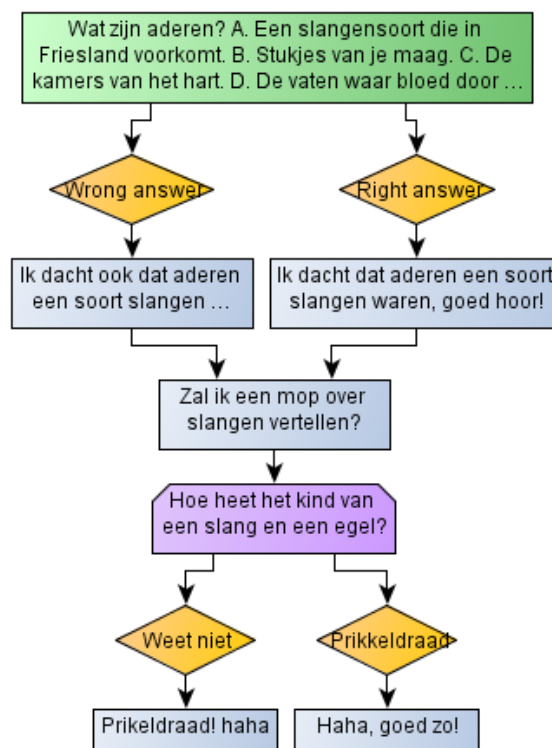 Wat zijn aderen? A. Een slangensoort die in
Friesland voorkomt. B. Stukjes van je maag. C. De
kamers van het hart. D. De vaten waar bloed door ...
Wrong answer
Right answer
Ik dacht ook dat aderen
een soort slangen ...
Ik dacht dat aderen een soort
slangen waren, goed hoor!
Zal ik een mop over
slangen vertellen?
Hoe heet het kind van
een slang en een egel?
Weet niet
Prikkeldraad
Prikeldraad! haha
Haha, goed zo!